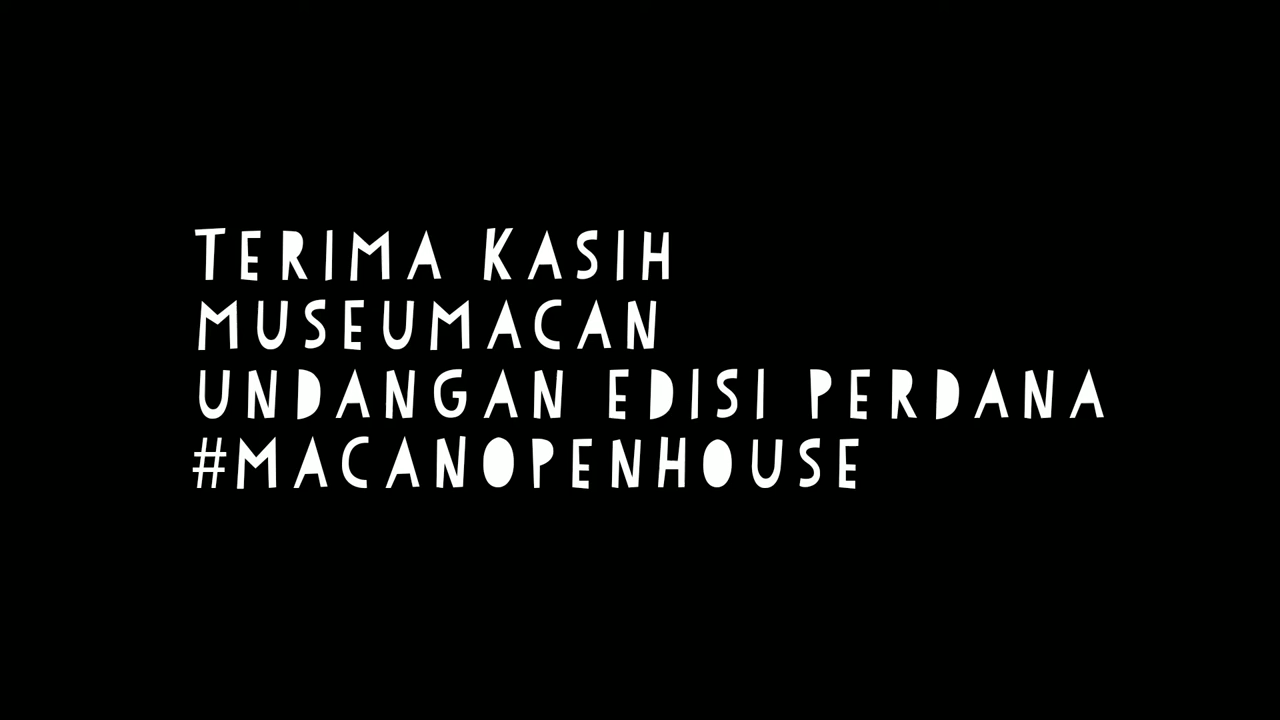 TERIMA KASIH
MUSEUMACAN
UNDANGAN EDISI PERDANA
#MACANOPENHOUSE